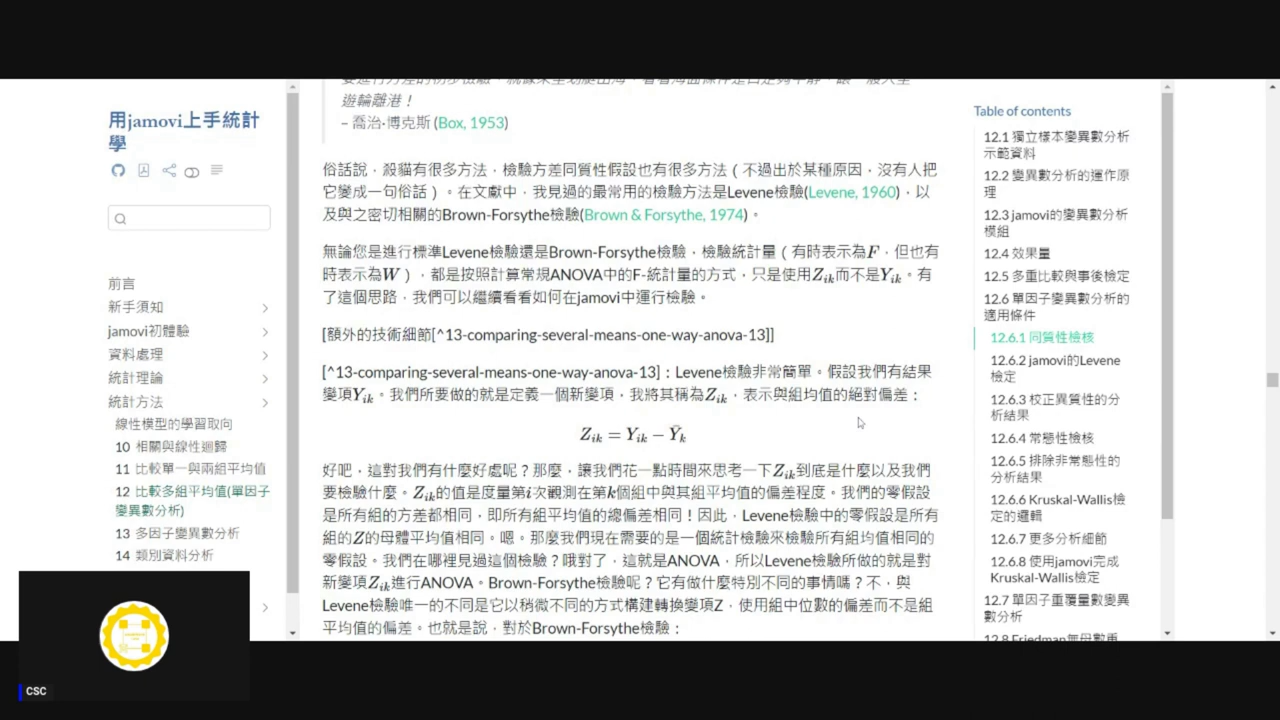 用jamovi上手統計
學
前言
新手須知
jamovi初體驗
資料處理
統計理論
統計方法
線性模型的學習取向
10 相關與線性迴歸
11 比較單一與兩組平均值
12 比較多組平均值(單因子
變異數分析)
13 多因子變異數分析
14 類別資料分析
CSC
遊輪離港！
– 喬治·博克斯 (Box, 1953)
俗話說，殺貓有很多方法，檢驗方差同質性假設也有很多方法（不過出於某種原因，沒有人把
它變成一句俗話）。在文獻中，我見過的最常用的檢驗方法是Levene檢驗(Levene, 1960)，以
及與之密切相關的Brown-Forsythe檢驗(Brown & Forsythe, 1974)。
無論您是進行標準Levene檢驗還是Brown-Forsythe檢驗，檢驗統計量（有時表示為F，但也有
時表示為W），都是按照計算常規ANOVA中的F-統計量的方式，只是使用Zik而不是Yik。有
了這個思路，我們可以繼續看看如何在jamovi中運行檢驗。
[額外的技術細節[^13-comparing-several-means-one-way-anova-13]]
[^13-comparing-several-means-one-way-anova-13]：Levene檢驗非常簡單。假設我們有結果
變項Yik。我們所要做的就是定義一個新變項，我將其稱為Zik，表示與組均值的絕對偏差：
Zik = Yik − Ȳk
好吧，這對我們有什麼好處呢？那麼，讓我們花一點時間來思考一下Zik到底是什麼以及我們
要檢驗什麼。Zik的值是度量第i次觀測在第k個組中與其組平均值的偏差程度。我們的零假設
是所有組的方差都相同，即所有組平均值的總偏差相同！因此，Levene檢驗中的零假設是所有
組的Z的母體平均值相同。嗯。那麼我們現在需要的是一個統計檢驗來檢驗所有組均值相同的
零假設。我們在哪裡見過這個檢驗？哦對了，這就是ANOVA，所以Levene檢驗所做的就是對
新變項Zik進行ANOVA。Brown-Forsythe檢驗呢？它有做什麼特別不同的事情嗎？不，與
Levene檢驗唯一的不同是它以稍微不同的方式構建轉換變項Z，使用組中位數的偏差而不是組
平均值的偏差。也就是說，對於Brown-Forsythe檢驗：
Table of contents
12.1 獨立樣本變異數分析
示範資料
12.2 變異數分析的運作原
理
12.3 jamovi的變異數分析
模組
12.4 效果量
12.5 多重比較與事後檢定
12.6 單因子變異數分析的
適用條件
12.6.1 同質性檢核
12.6.2 jamovi的Levene
檢定
12.6.3 校正異質性的分
析結果
12.6.4 常態性檢核
12.6.5 排除非常態性的
分析結果
12.6.6 Kruskal-Wallis檢
定的邏輯
12.6.7 更多分析細節
12.6.8 使用jamovi完成
Kruskal-Wallis檢定
12.7 單因子重覆量數變異
數分析